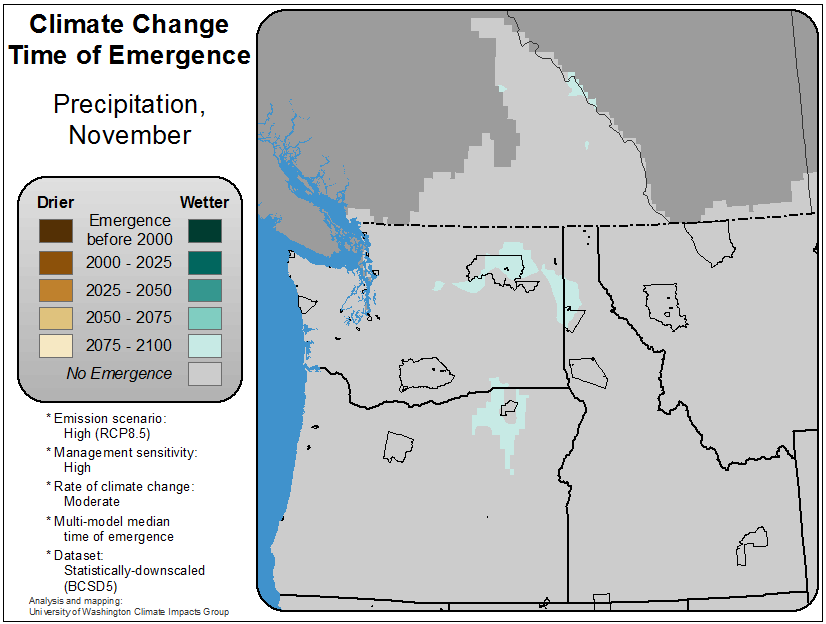 Climate Change
Time of Emergence
Precipitation,
November
Drier
Wetter
Emergence
before 2000
2000 - 2025
2025 - 2050
2050 - 2075
2075 - 2100
No Emergence
* Emission scenario:
High (RCP8.5)
* Management sensitivity:
High
* Rate of climate change:
Moderate
* Multi-model median
time of emergence
* Dataset:
Statistically-downscaled
(BCSD5)
Analysis and mapping:
University of Washington Climate Impacts Group